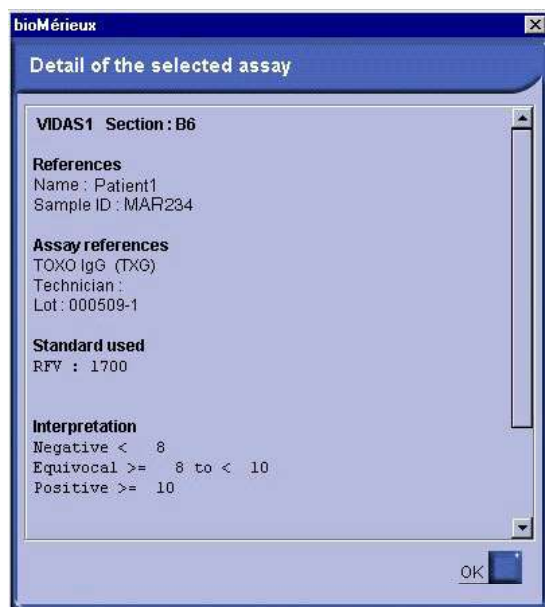 bioMérieux
Detail of the selected assay
VIDAS1 Section : B6
References
Name : Patient1
Sample ID : MAR234
Assay references
TOXO IgG (TXG)
Technician :
Lot : 000509-1
Standard used
RFV : 1700
Interpretation
Negative < 8
Equivocal >= 8 to < 10
Positive >= 10
OK